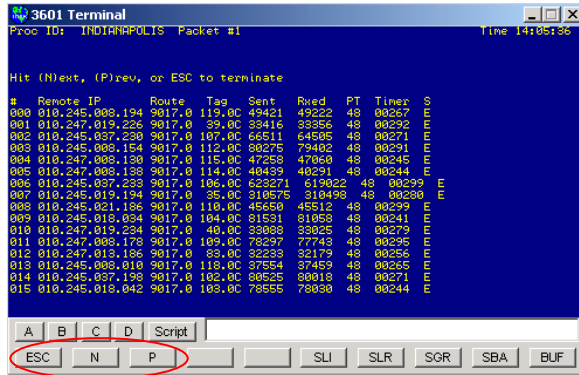 3601 Terminal
Proc ID: INDIANAPOLIS Packet #1 Time 14:05:36
Hit (N)ext, (P)rev, or ESC to terminate
# Remote IP Route Tag Sent Rxed PT Timer S
000 010.245.008.194 9017.0 119.0C 49421 49222 48 00267 E
001 010.247.019.226 9017.0 39.0C 33416 33356 48 00292 E
002 010.245.037.230 9017.0 107.0C 66511 64505 48 00271 E
003 010.245.008.154 9017.0 112.0C 80275 79402 48 00291 E
004 010.247.008.130 9017.0 115.0C 47258 47060 48 00245 E
005 010.247.008.138 9017.0 114.0C 40439 40291 48 00244 E
006 010.245.037.233 9017.0 106.0C 623271 619022 48 00299 E
007 010.245.019.194 9017.0 35.0C 310575 310498 48 00280 E
008 010.245.021.186 9017.0 110.0C 45650 45512 48 00299 E
009 010.245.018.034 9017.0 104.0C 81531 81058 48 00241 E
010 010.247.019.234 9017.0 40.0C 33088 33025 48 00279 E
011 010.247.008.178 9017.0 109.0C 78297 77743 48 00295 E
012 010.247.013.186 9017.0 83.0C 32233 32179 48 00256 E
013 010.245.008.010 9017.0 118.0C 37554 37459 48 00265 E
014 010.245.037.198 9017.0 102.0C 80525 80018 48 00271 E
015 010.245.018.042 9017.0 103.0C 78555 78030 48 00244 E
A B C D Script
ESC N P SLI SLR SGR SBA BUF